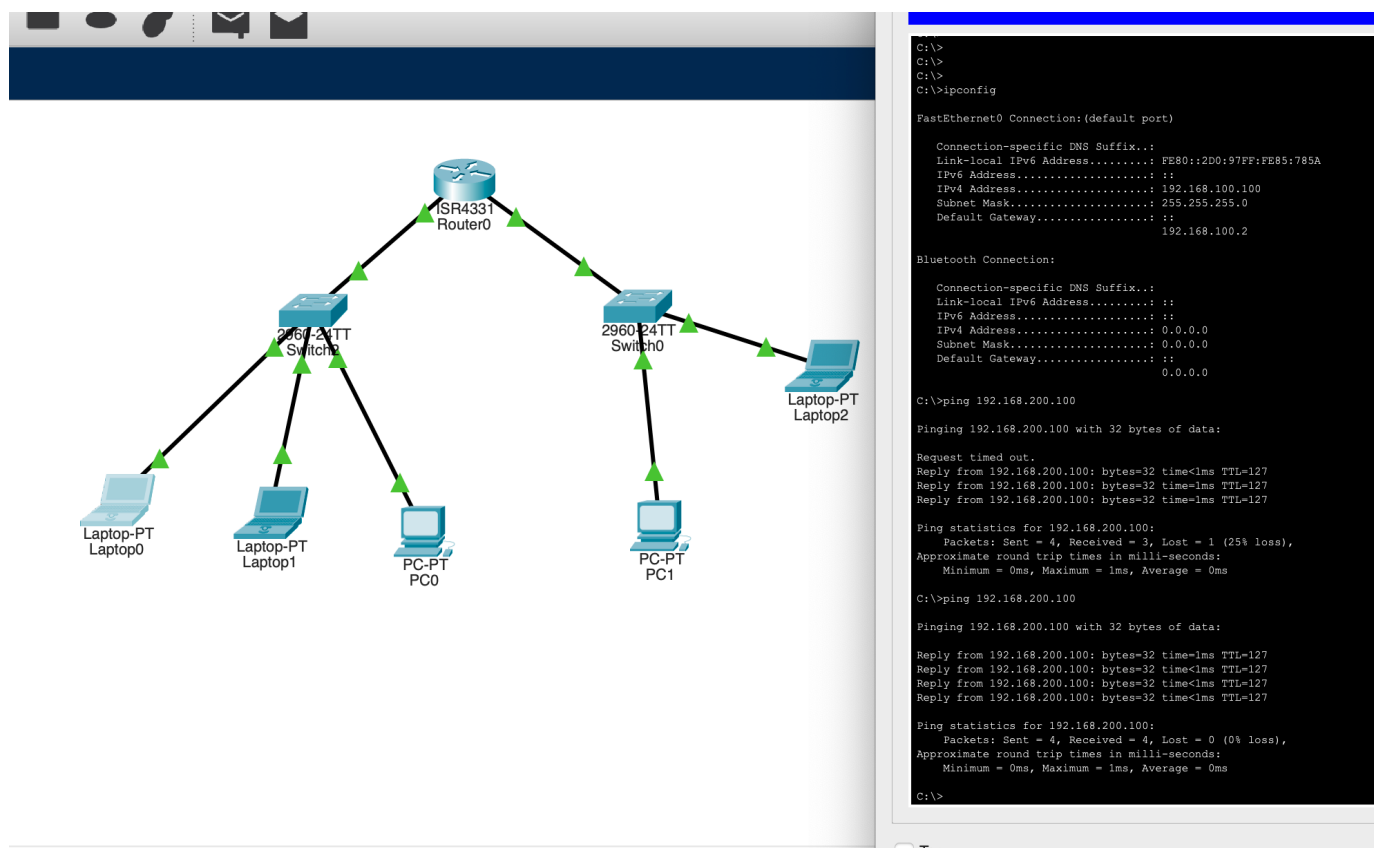 ISR4331
Router0
2960-24TT
Switch2
2960-24TT
Switch0
Laptop-PT
Laptop2
Laptop-PT
Laptop0
Laptop-PT
Laptop1
PC-PT
PC0
PC-PT
PC1
C:\>
C:\>
C:\>
C:\>ipconfig
FastEthernet0 Connection:(default port)
Connection-specific DNS Suffix..:
Link-local IPv6 Address.........: FE80::2D0:97FF:FE85:785A
IPv6 Address....................: ::
IPv4 Address....................: 192.168.100.100
Subnet Mask.....................: 255.255.255.0
Default Gateway.................: ::
192.168.100.2
Bluetooth Connection:
Connection-specific DNS Suffix..:
Link-local IPv6 Address.........: ::
IPv6 Address....................: ::
IPv4 Address....................: 0.0.0.0
Subnet Mask.....................: 0.0.0.0
Default Gateway.................: ::
0.0.0.0
C:\>ping 192.168.200.100
Pinging 192.168.200.100 with 32 bytes of data:
Request timed out.
Reply from 192.168.200.100: bytes=32 time<1ms TTL=127
Reply from 192.168.200.100: bytes=32 time=1ms TTL=127
Reply from 192.168.200.100: bytes=32 time=1ms TTL=127
Ping statistics for 192.168.200.100:
Packets: Sent = 4, Received = 3, Lost = 1 (25% loss),
Approximate round trip times in milli-seconds:
Minimum = 0ms, Maximum = 1ms, Average = 0ms
C:\>ping 192.168.200.100
Pinging 192.168.200.100 with 32 bytes of data:
Reply from 192.168.200.100: bytes=32 time=1ms TTL=127
Reply from 192.168.200.100: bytes=32 time<1ms TTL=127
Reply from 192.168.200.100: bytes=32 time<1ms TTL=127
Reply from 192.168.200.100: bytes=32 time<1ms TTL=127
Ping statistics for 192.168.200.100:
Packets: Sent = 4, Received = 4, Lost = 0 (0% loss),
Approximate round trip times in milli-seconds:
Minimum = 0ms, Maximum = 1ms, Average = 0ms
C:\>